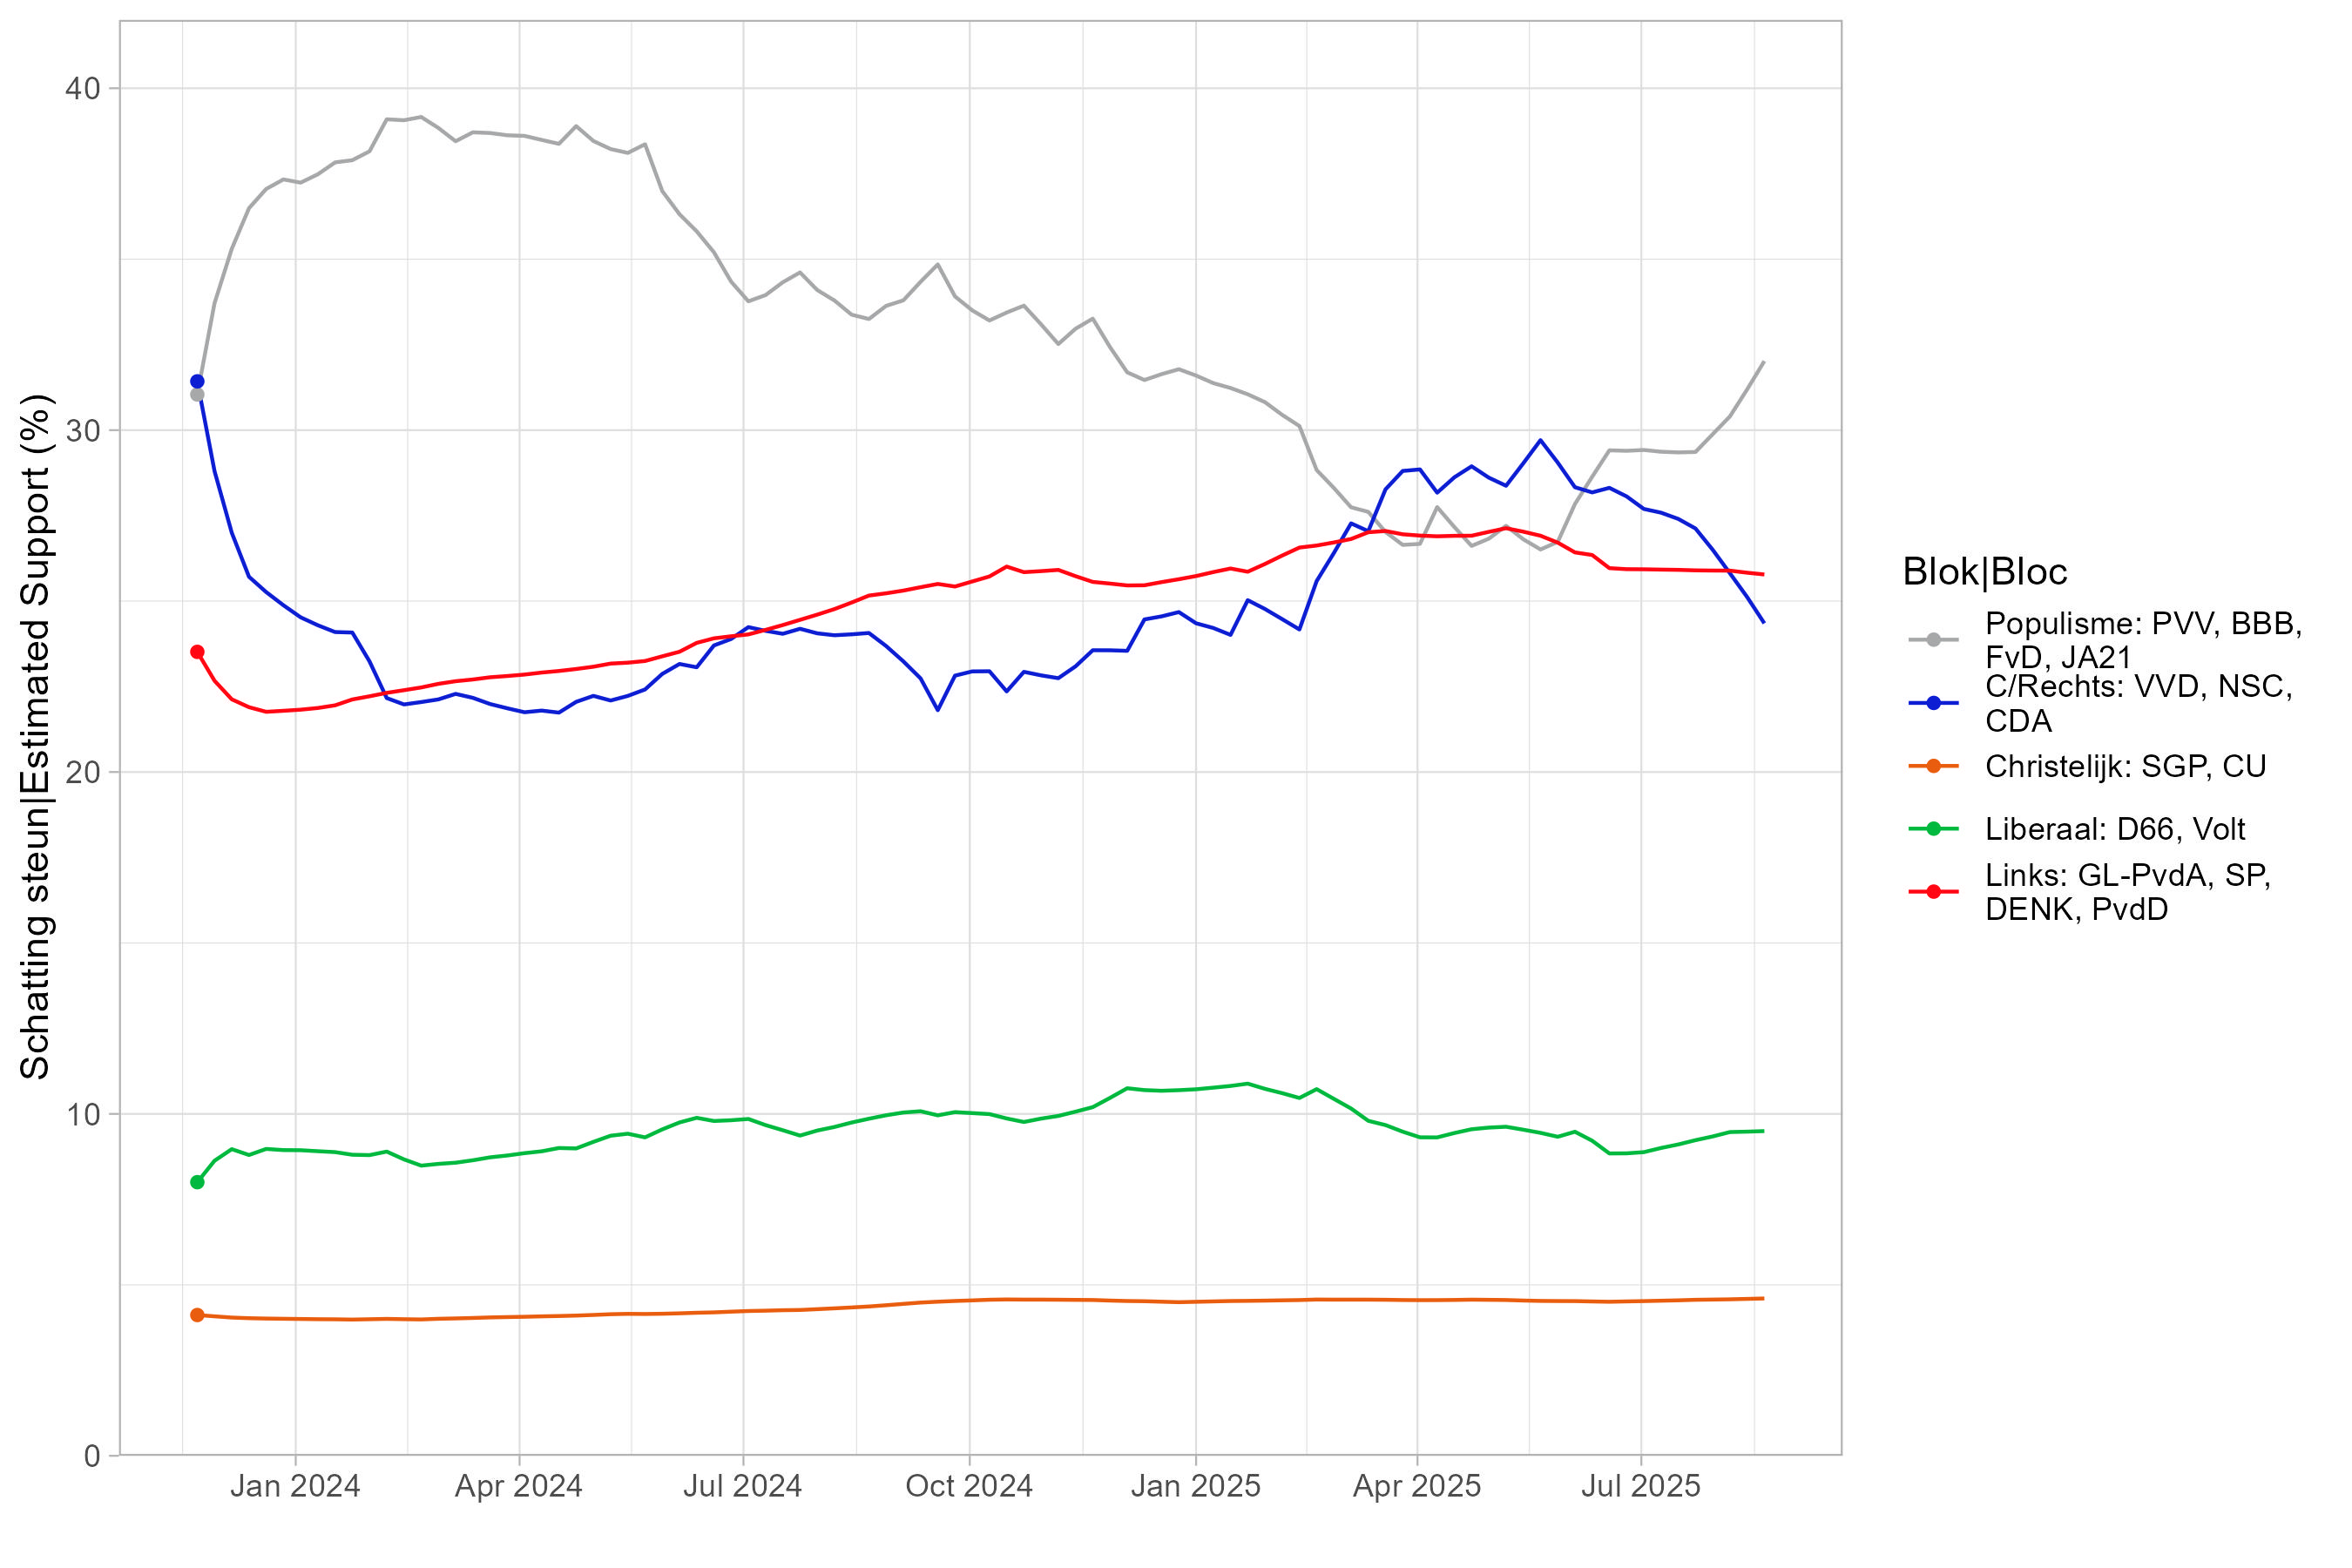 Schatting steun|Estimated Support (%)
40
30
20
10
0
Jan 2024
Apr 2024
Jul 2024
Oct 2024
Jan 2025
Apr 2025
Jul 2025
Blok|Bloc
Populisme: PVV, BBB,
FvD, JA21
C/Rechts: VVD, NSC,
CDA
Christelijk: SGP, CU
Liberaal: D66, Volt
Links: GL-PvdA, SP,
DENK, PvdD